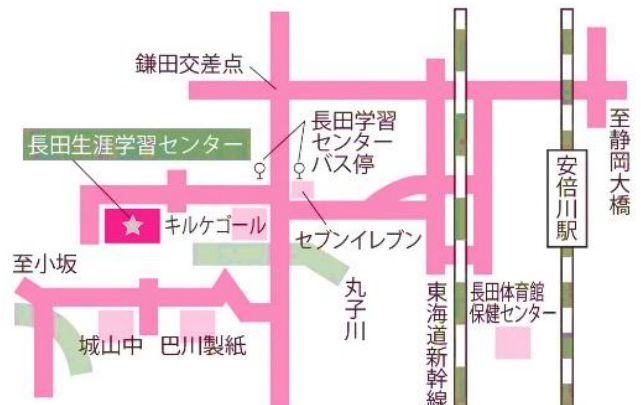 鎌田交差点
長田学習
センター
バス停
長田生涯学習センター
至静岡大橋
安倍川駅
キルケゴール
セブンイレブン
至小坂
丸子川
東海道新幹線
長田体育館
保健センター
城山中
巴川製紙